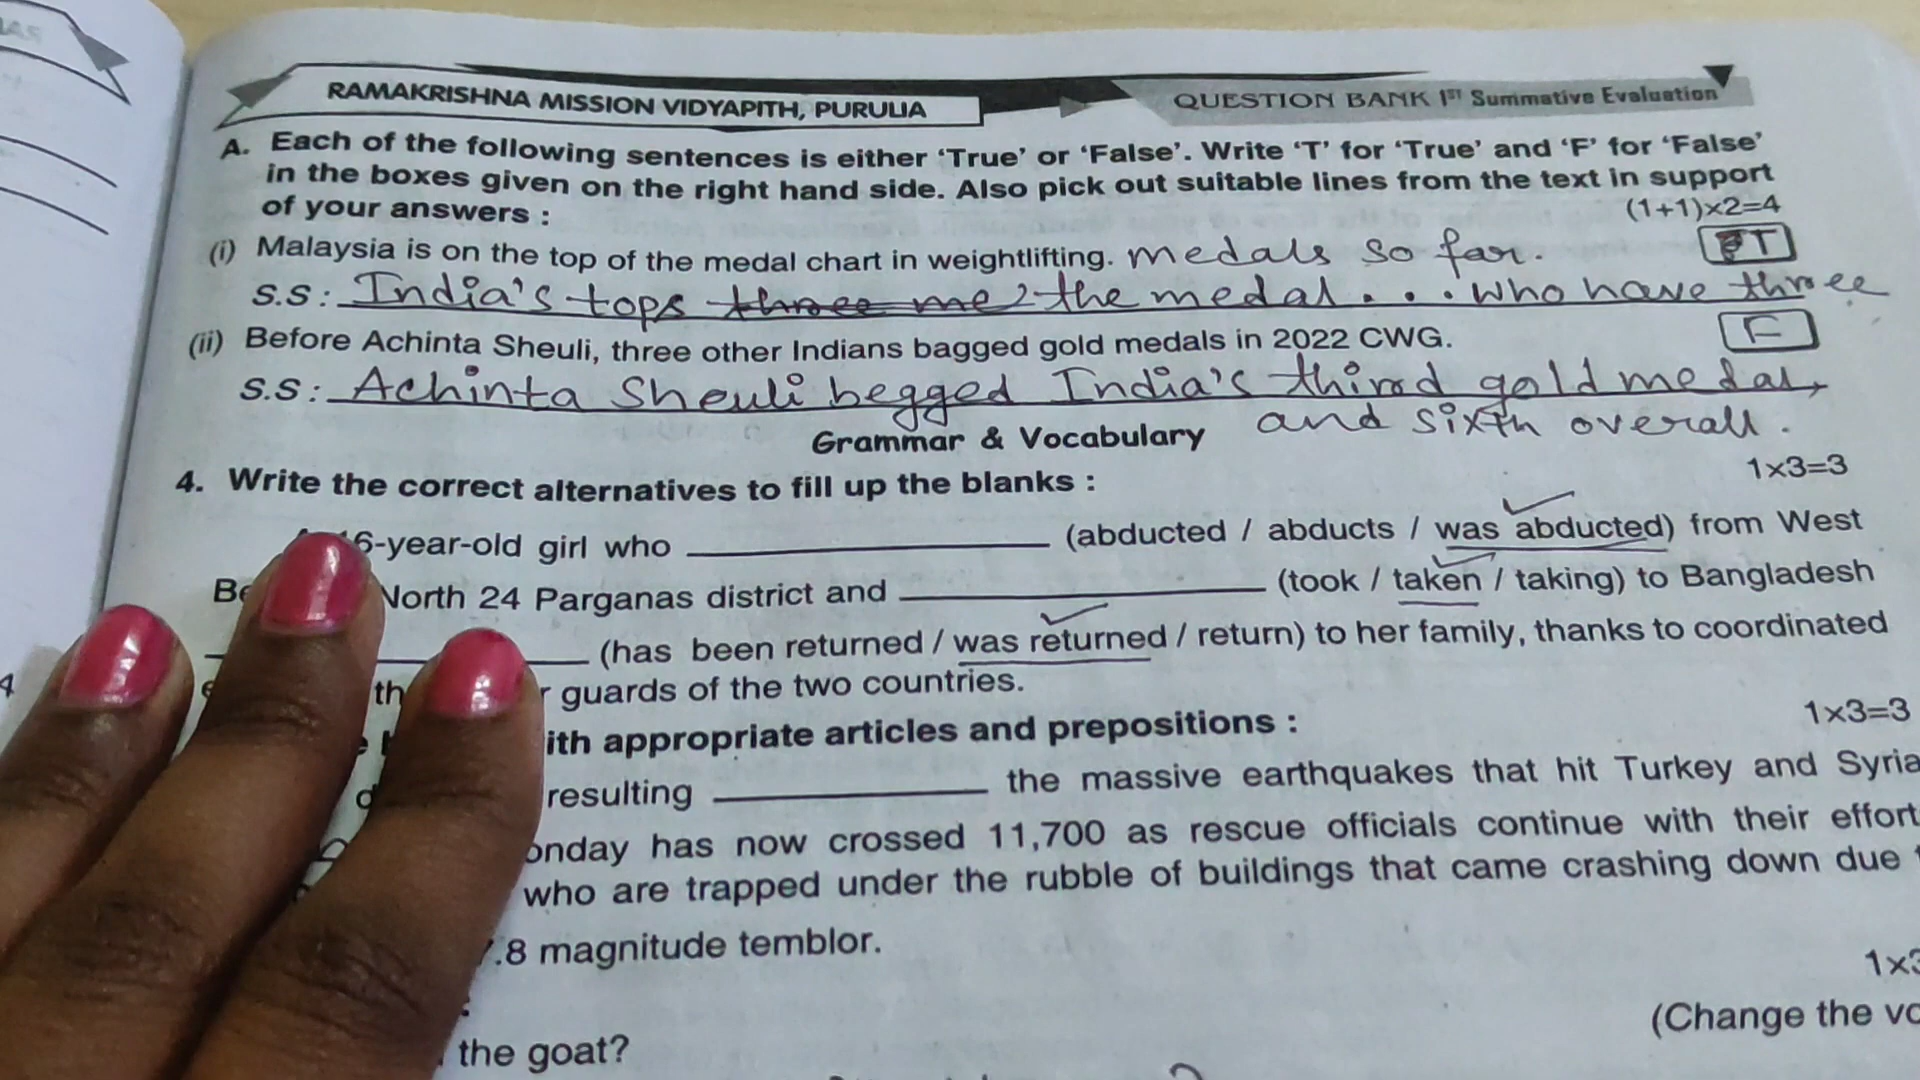 RAMAKRISHNA MISSION VIDYAPITH, PURULIA
QUESTION BANK 1ST Summative Evaluation
A. Each of the following sentences is either 'True' or 'False'. Write 'T' for 'True' and 'F' for 'False'
in the boxes given on the right hand side. Also pick out suitable lines from the text in support
of your answers : (1+1)x2=4
(i) Malaysia is on the top of the medal chart in weightlifting. medals so far. T
S.S : India's tops three me the medal . . . who have three
(ii) Before Achinta Sheuli, three other Indians bagged gold medals in 2022 CWG. F
S.S : Achinta Sheuli begged India's third gold medal,
and sixth overall.
Grammar & Vocabulary
4. Write the correct alternatives to fill up the blanks : 1x3=3
6-year-old girl who ________ (abducted / abducts / was abducted) from West
North 24 Parganas district and ________ (took / taken / taking) to Bangladesh
________ (has been returned / was returned / return) to her family, thanks to coordinated
guards of the two countries.
appropriate articles and prepositions : 1x3=3
resulting ________ the massive earthquakes that hit Turkey and Syria
has now crossed 11,700 as rescue officials continue with their effort
who are trapped under the rubble of buildings that came crashing down due
.8 magnitude temblor.
(Change the
the goat?